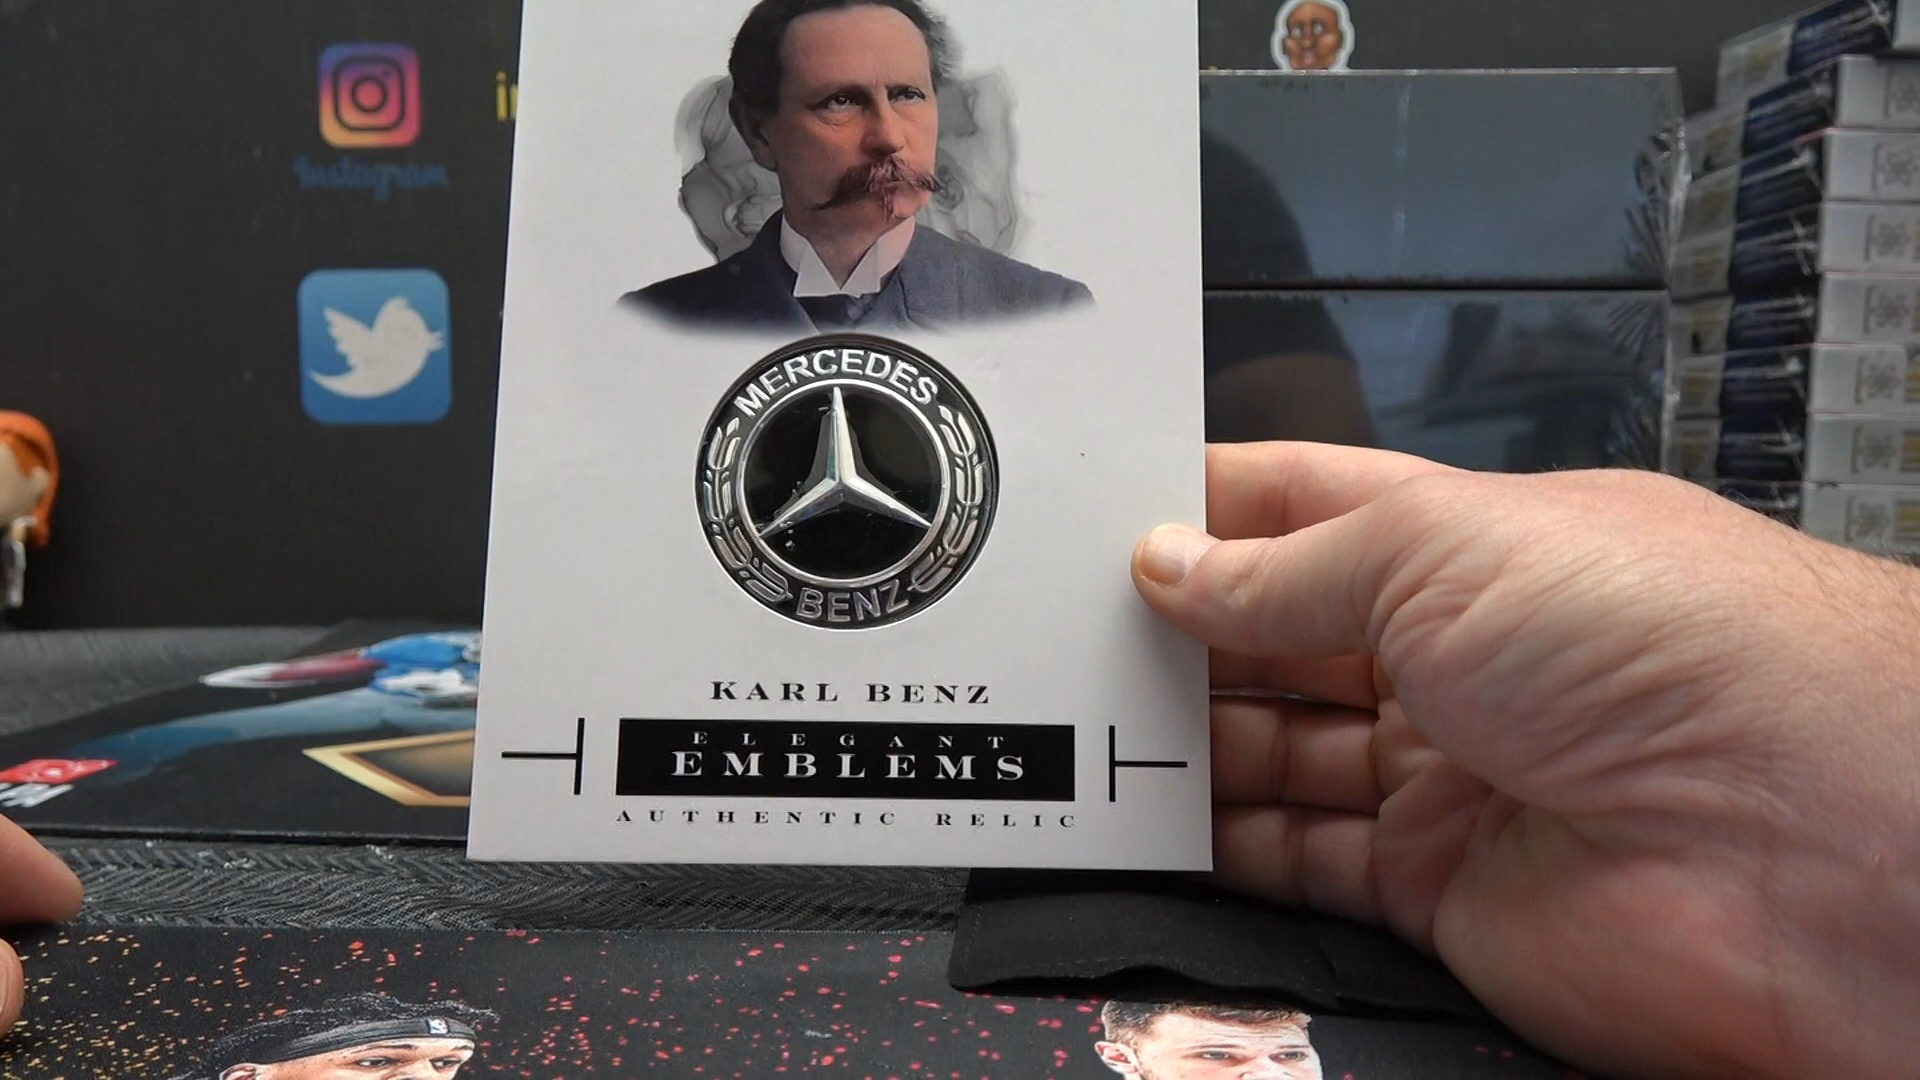 Instagram
MERCEDES
BENZ
KARL BENZ
ELEGANT
EMBLEMS
AUTHENTIC RELIC